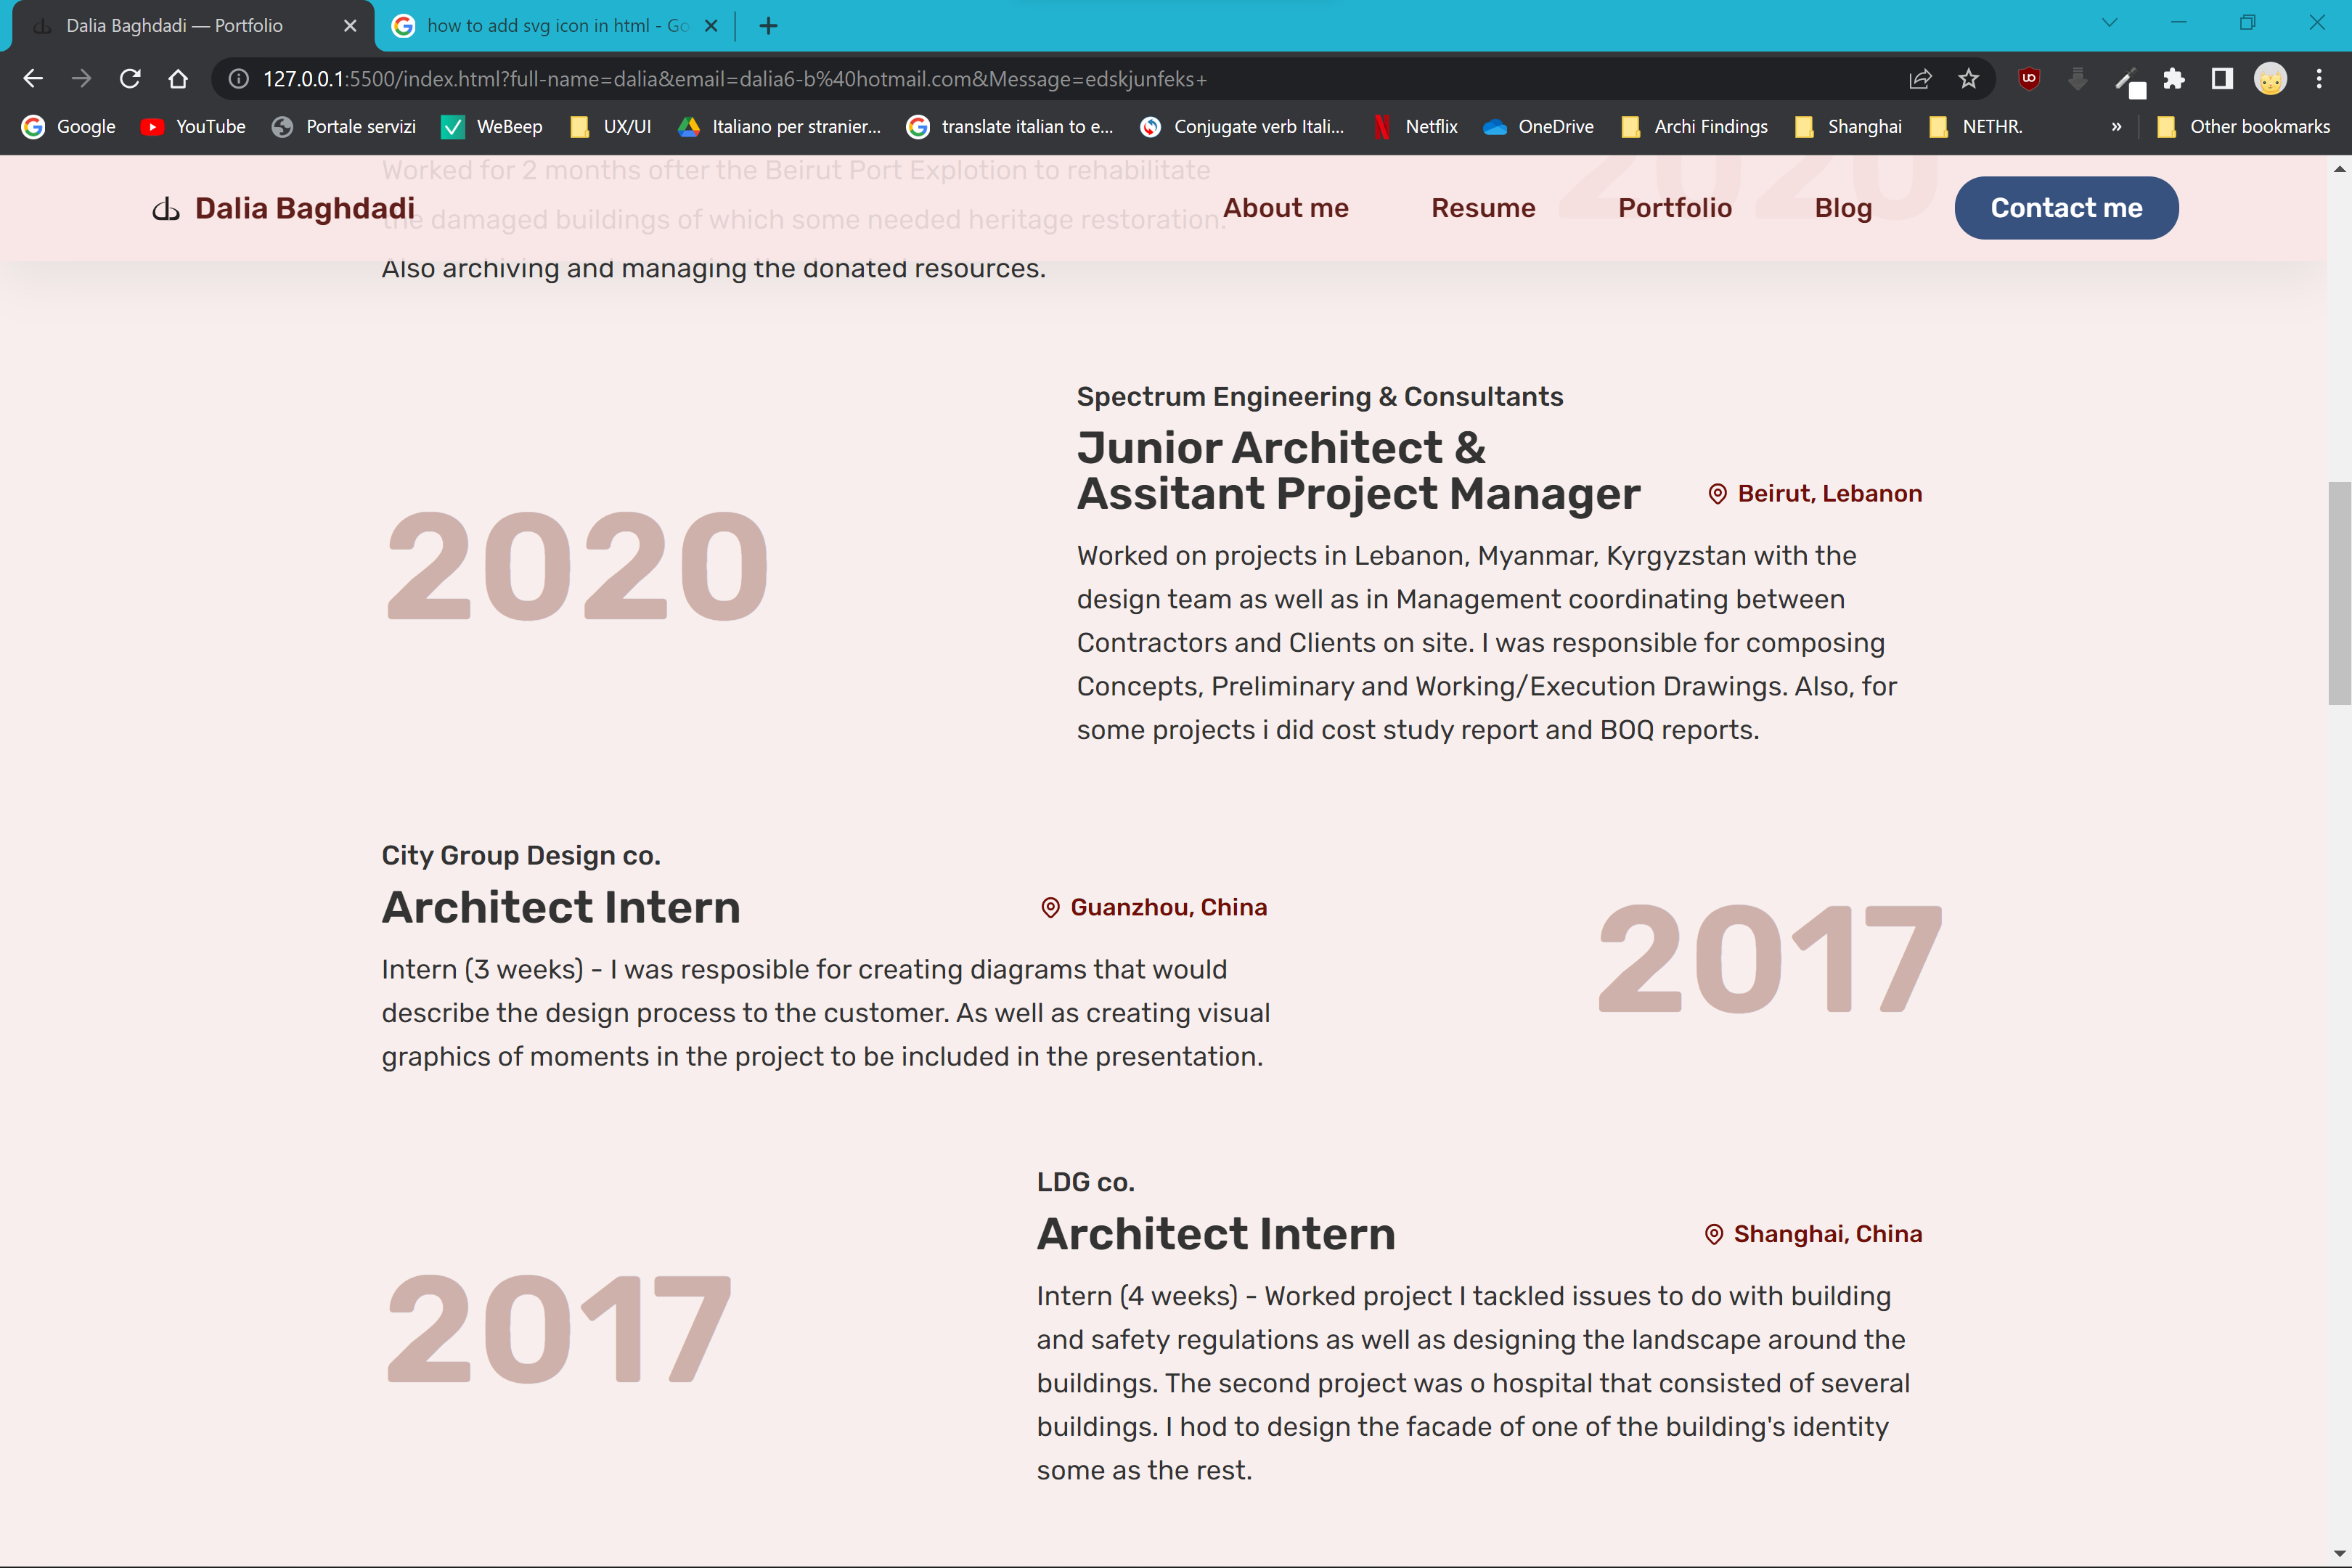 Dalia Baghdadi — Portfolio
how to add svg icon in html - Go
127.0.0.1:5500/index.html?full-name=dalia&email=dalia6-b%40hotmail.com&Message=edskjunfeks+
Google YouTube Portale servizi WeBeep UX/UI Italiano per stranier... translate italian to e... Conjugate verb Itali... Netflix OneDrive Archi Findings Shanghai NETHR. » Other bookmarks
Worked for 2 months ofter the Beirut Port Explotion to rehabilitate
2020
Dalia Baghdadi About me Resume Portfolio Blog Contact me
the damaged buildings of which some needed heritage restoration.
Also archiving and managing the donated resources.
Spectrum Engineering & Consultants
Junior Architect &
Assitant Project Manager
Beirut, Lebanon
2020
Worked on projects in Lebanon, Myanmar, Kyrgyzstan with the
design team as well as in Management coordinating between
Contractors and Clients on site. I was responsible for composing
Concepts, Preliminary and Working/Execution Drawings. Also, for
some projects i did cost study report and BOQ reports.
City Group Design co.
Architect Intern
Guanzhou, China
Intern (3 weeks) - I was resposible for creating diagrams that would
describe the design process to the customer. As well as creating visual
graphics of moments in the project to be included in the presentation.
2017
LDG co.
Architect Intern
Shanghai, China
2017
Intern (4 weeks) - Worked project I tackled issues to do with building
and safety regulations as well as designing the landscape around the
buildings. The second project was o hospital that consisted of several
buildings. I hod to design the facade of one of the building's identity
some as the rest.